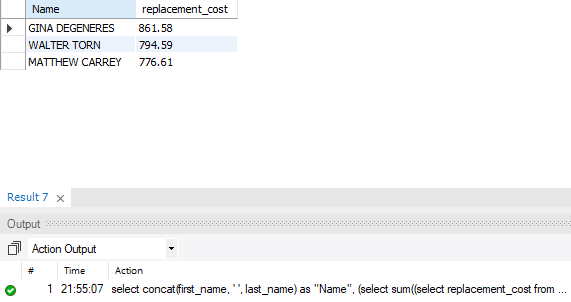 Name replacement_cost
GINA DEGENERES 861.58
WALTER TORN 794.59
MATTHEW CARREY 776.61
Result 7
Output
Action Output
# Time Action
1 21:55:07 select concat(first_name, ' ', last_name) as "Name", (select sum((select replacement_cost from ...